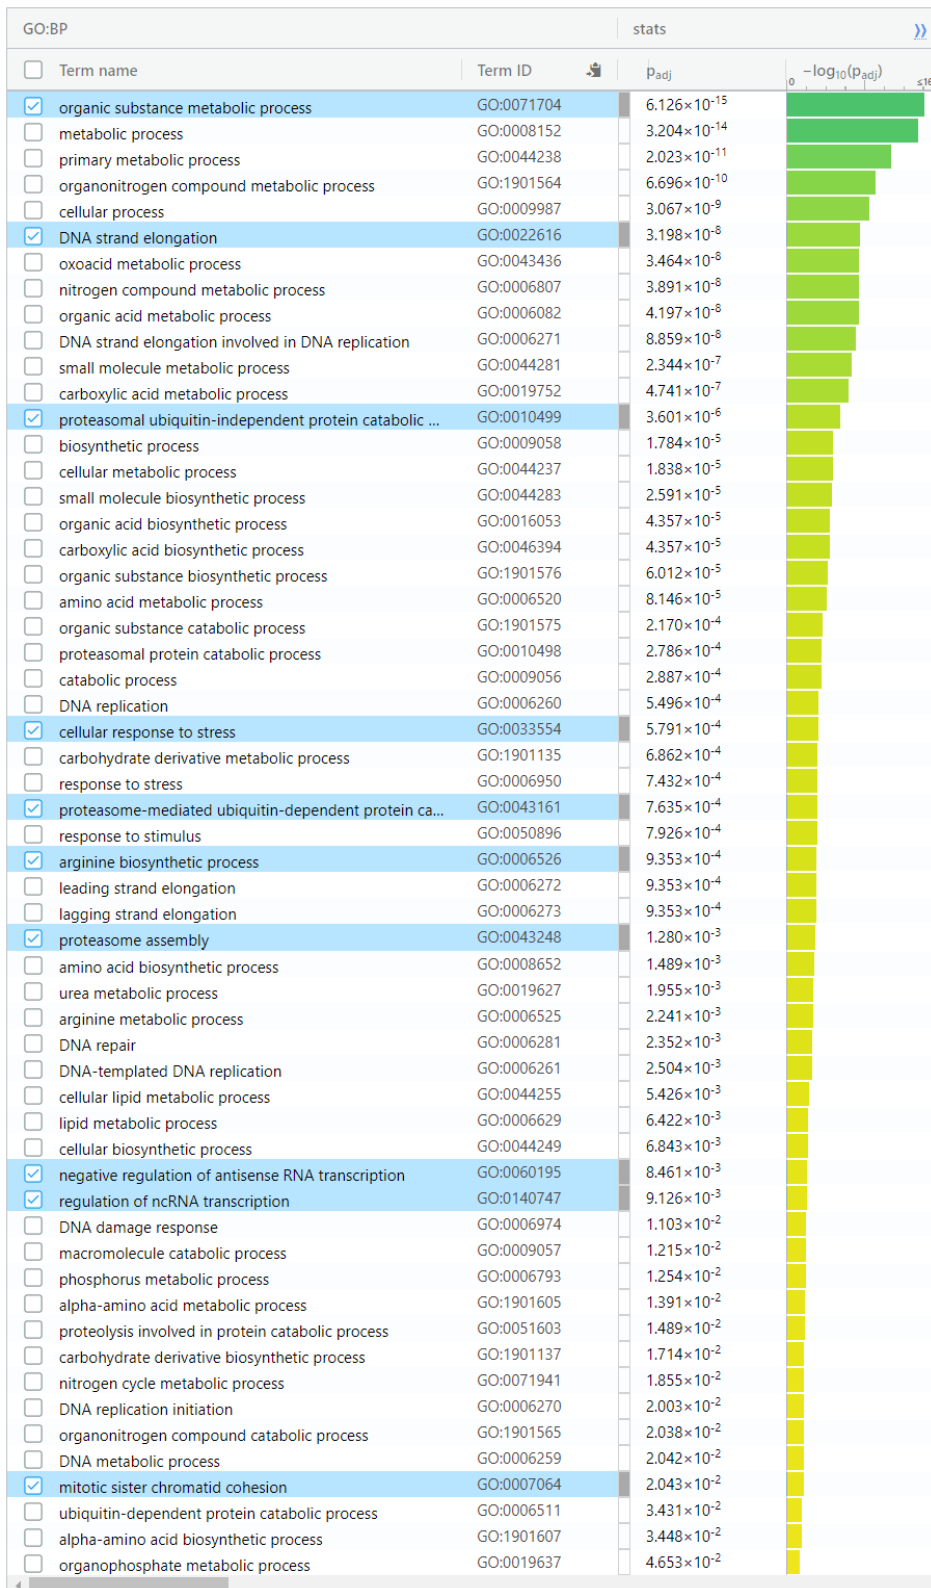 GO:BP stats »
Term name Term ID p_adj −log10(p_adj)
0 ≤16
organic substance metabolic process GO:0071704 6.126×10^-15
metabolic process GO:0008152 3.204×10^-14
primary metabolic process GO:0044238 2.023×10^-11
organonitrogen compound metabolic process GO:1901564 6.696×10^-10
cellular process GO:0009987 3.067×10^-9
DNA strand elongation GO:0022616 3.198×10^-8
oxoacid metabolic process GO:0043436 3.464×10^-8
nitrogen compound metabolic process GO:0006807 3.891×10^-8
organic acid metabolic process GO:0006082 4.197×10^-8
DNA strand elongation involved in DNA replication GO:0006271 8.859×10^-8
small molecule metabolic process GO:0044281 2.344×10^-7
carboxylic acid metabolic process GO:0019752 4.741×10^-7
proteasomal ubiquitin-independent protein catabolic ... GO:0010499 3.601×10^-6
biosynthetic process GO:0009058 1.784×10^-5
cellular metabolic process GO:0044237 1.838×10^-5
small molecule biosynthetic process GO:0044283 2.591×10^-5
organic acid biosynthetic process GO:0016053 4.357×10^-5
carboxylic acid biosynthetic process GO:0046394 4.357×10^-5
organic substance biosynthetic process GO:1901576 6.012×10^-5
amino acid metabolic process GO:0006520 8.146×10^-5
organic substance catabolic process GO:1901575 2.170×10^-4
proteasomal protein catabolic process GO:0010498 2.786×10^-4
catabolic process GO:0009056 2.887×10^-4
DNA replication GO:0006260 5.496×10^-4
cellular response to stress GO:0033554 5.791×10^-4
carbohydrate derivative metabolic process GO:1901135 6.862×10^-4
response to stress GO:0006950 7.432×10^-4
proteasome-mediated ubiquitin-dependent protein ca... GO:0043161 7.635×10^-4
response to stimulus GO:0050896 7.926×10^-4
arginine biosynthetic process GO:0006526 9.353×10^-4
leading strand elongation GO:0006272 9.353×10^-4
lagging strand elongation GO:0006273 9.353×10^-4
proteasome assembly GO:0043248 1.280×10^-3
amino acid biosynthetic process GO:0008652 1.489×10^-3
urea metabolic process GO:0019627 1.955×10^-3
arginine metabolic process GO:0006525 2.241×10^-3
DNA repair GO:0006281 2.352×10^-3
DNA-templated DNA replication GO:0006261 2.504×10^-3
cellular lipid metabolic process GO:0044255 5.426×10^-3
lipid metabolic process GO:0006629 6.422×10^-3
cellular biosynthetic process GO:0044249 6.843×10^-3
negative regulation of antisense RNA transcription GO:0060195 8.461×10^-3
regulation of ncRNA transcription GO:0140747 9.126×10^-3
DNA damage response GO:0006974 1.103×10^-2
macromolecule catabolic process GO:0009057 1.215×10^-2
phosphorus metabolic process GO:0006793 1.254×10^-2
alpha-amino acid metabolic process GO:1901605 1.391×10^-2
proteolysis involved in protein catabolic process GO:0051603 1.489×10^-2
carbohydrate derivative biosynthetic process GO:1901137 1.714×10^-2
nitrogen cycle metabolic process GO:0071941 1.855×10^-2
DNA replication initiation GO:0006270 2.003×10^-2
organonitrogen compound catabolic process GO:1901565 2.038×10^-2
DNA metabolic process GO:0006259 2.042×10^-2
mitotic sister chromatid cohesion GO:0007064 2.043×10^-2
ubiquitin-dependent protein catabolic process GO:0006511 3.431×10^-2
alpha-amino acid biosynthetic process GO:1901607 3.448×10^-2
organophosphate metabolic process GO:0019637 4.653×10^-2